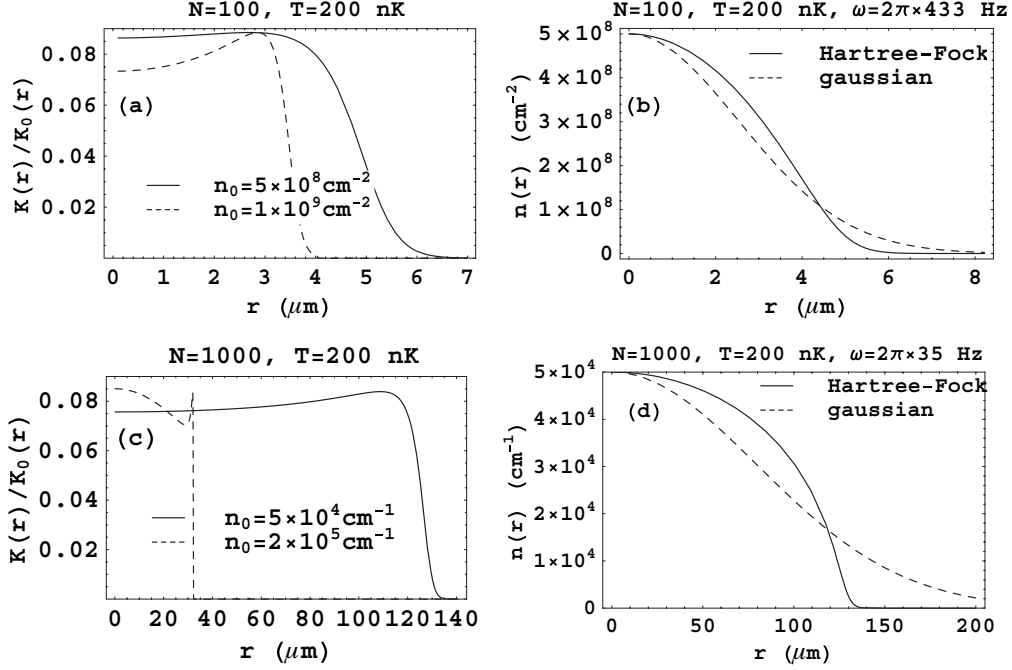 N=100, T=200 nK
K(r)/K₀(r)
0.08
0.06
0.04
0.02
(a)
n₀=5×10⁸cm⁻²
n₀=1×10⁹cm⁻²
0 1 2 3 4 5 6 7
r (μm)
N=100, T=200 nK, ω=2π×433 Hz
n(r) (cm⁻²)
5×10⁸
4×10⁸
3×10⁸
2×10⁸
1×10⁸
0
Hartree-Fock
gaussian
(b)
0 2 4 6 8
r (μm)
N=1000, T=200 nK
K(r)/K₀(r)
0.08
0.06
0.04
0.02
(c)
n₀=5×10⁴cm⁻¹
n₀=2×10⁵cm⁻¹
0 20 40 60 80 100 120 140
r (μm)
N=1000, T=200 nK, ω=2π×35 Hz
n(r) (cm⁻¹)
5×10⁴
4×10⁴
3×10⁴
2×10⁴
1×10⁴
0
Hartree-Fock
gaussian
(d)
0 50 100 150 200
r (μm)